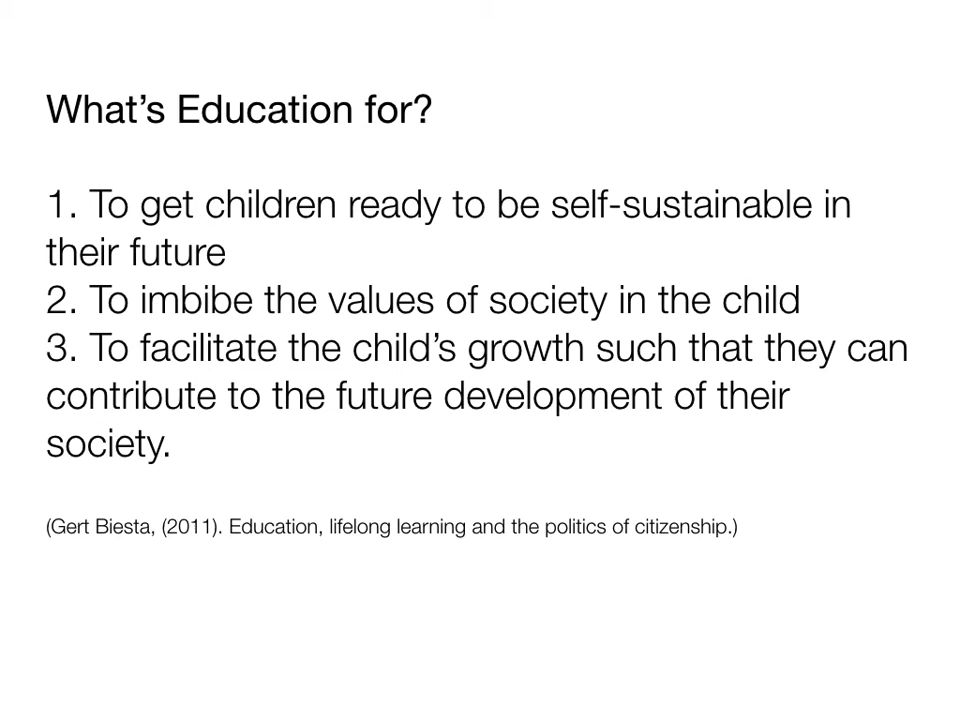 What’s Education for?
1. To get children ready to be self-sustainable in
their future
2. To imbibe the values of society in the child
3. To facilitate the child’s growth such that they can
contribute to the future development of their
society.
(Gert Biesta, (2011). Education, lifelong learning and the politics of citizenship.)